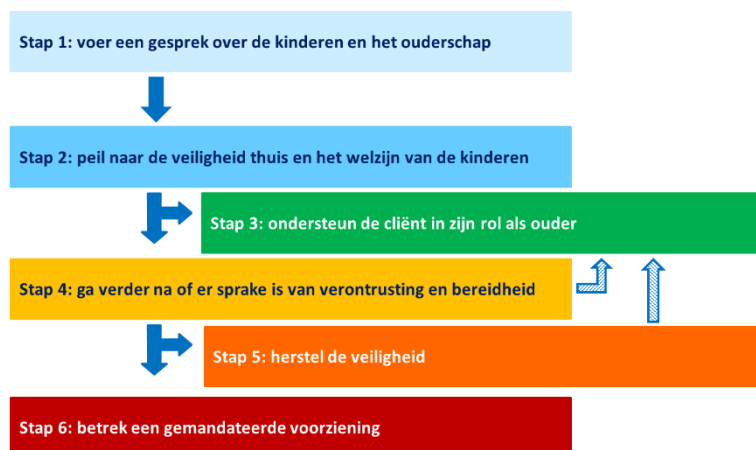 Stap 1: voer een gesprek over de kinderen en het ouderschap
Stap 2: peil naar de veiligheid thuis en het welzijn van de kinderen
Stap 3: ondersteun de cliënt in zijn rol als ouder
Stap 4: ga verder na of er sprake is van verontrusting en bereidheid
Stap 5: herstel de veiligheid
Stap 6: betrek een gemandateerde voorziening